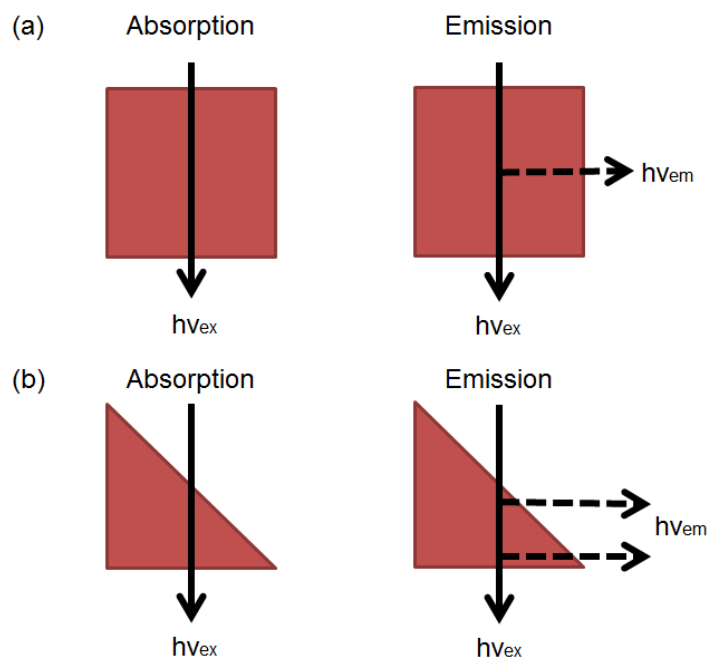 (a) Absorption Emission
hνem
hνex hνex
(b) Absorption Emission
hνem
hνex hνex